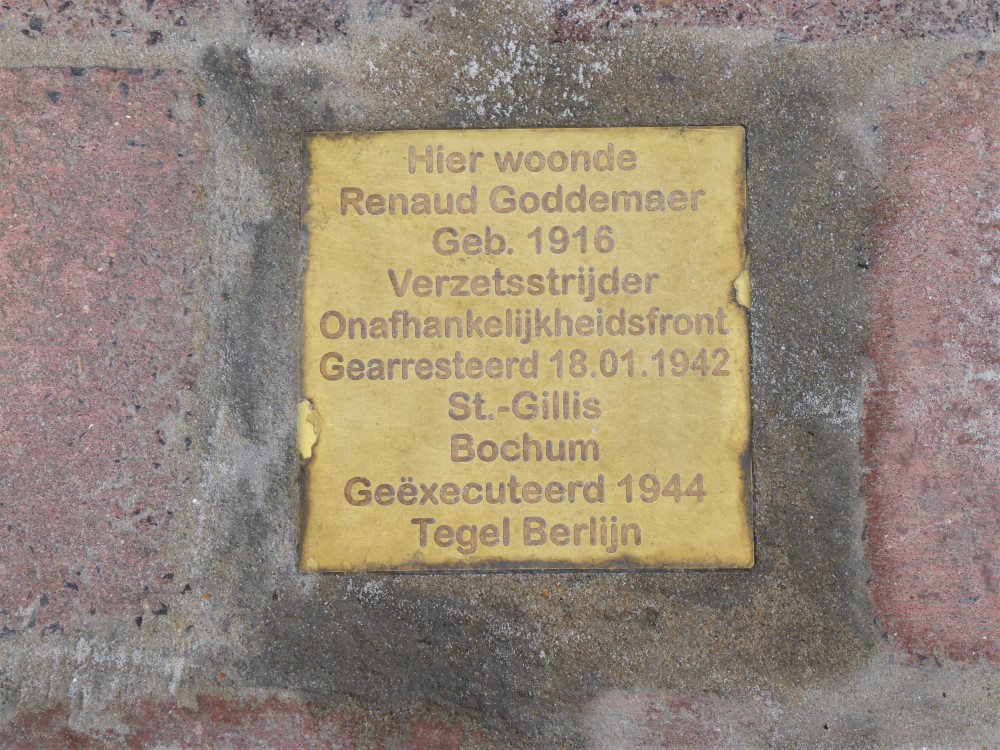 Hier woonde
Renaud Goddemaer
Geb. 1916
Verzetsstrijder
Onafhankelijkheidsfront
Gearresteerd 18.01.1942
St.-Gillis
Bochum
Geëxecuteerd 1944
Tegel Berlijn